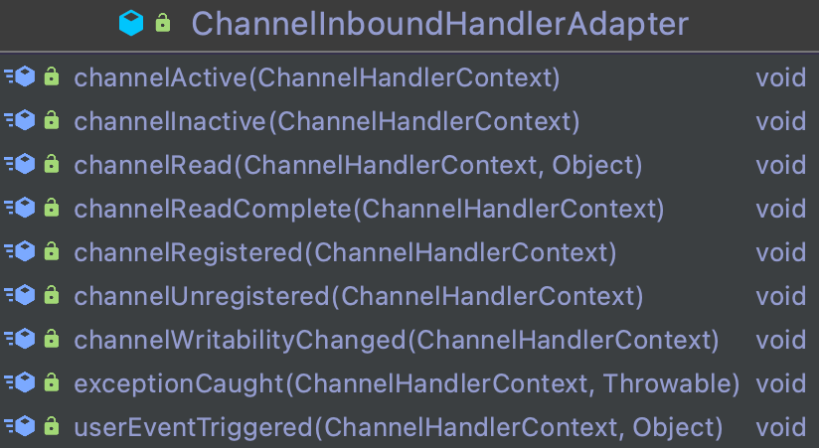 ChannelInboundHandlerAdapter
channelActive(ChannelHandlerContext) void
channelInactive(ChannelHandlerContext) void
channelRead(ChannelHandlerContext, Object) void
channelReadComplete(ChannelHandlerContext) void
channelRegistered(ChannelHandlerContext) void
channelUnregistered(ChannelHandlerContext) void
channelWritabilityChanged(ChannelHandlerContext) void
exceptionCaught(ChannelHandlerContext, Throwable) void
userEventTriggered(ChannelHandlerContext, Object) void